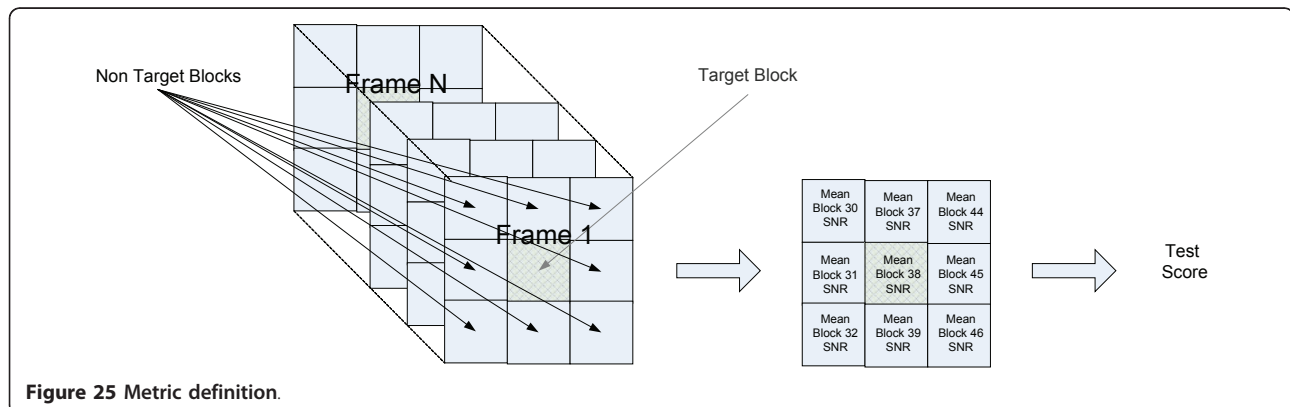 Non Target Blocks
Frame N
Target Block
Frame 1
Mean
Block 30
SNR
Mean
Block 37
SNR
Mean
Block 44
SNR
Mean
Block 31
SNR
Mean
Block 38
SNR
Mean
Block 45
SNR
Mean
Block 32
SNR
Mean
Block 39
SNR
Mean
Block 46
SNR
Test
Score
Figure 25 Metric definition.